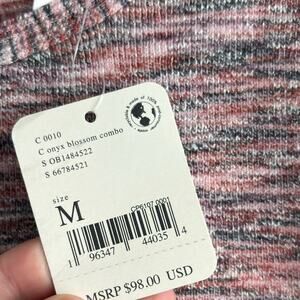 C 0010
C onyx blossom combo
S OB1484522
S 66784521
size
M
CP6107 0001
1 96347 44035 4
MSRP $98.00 USD